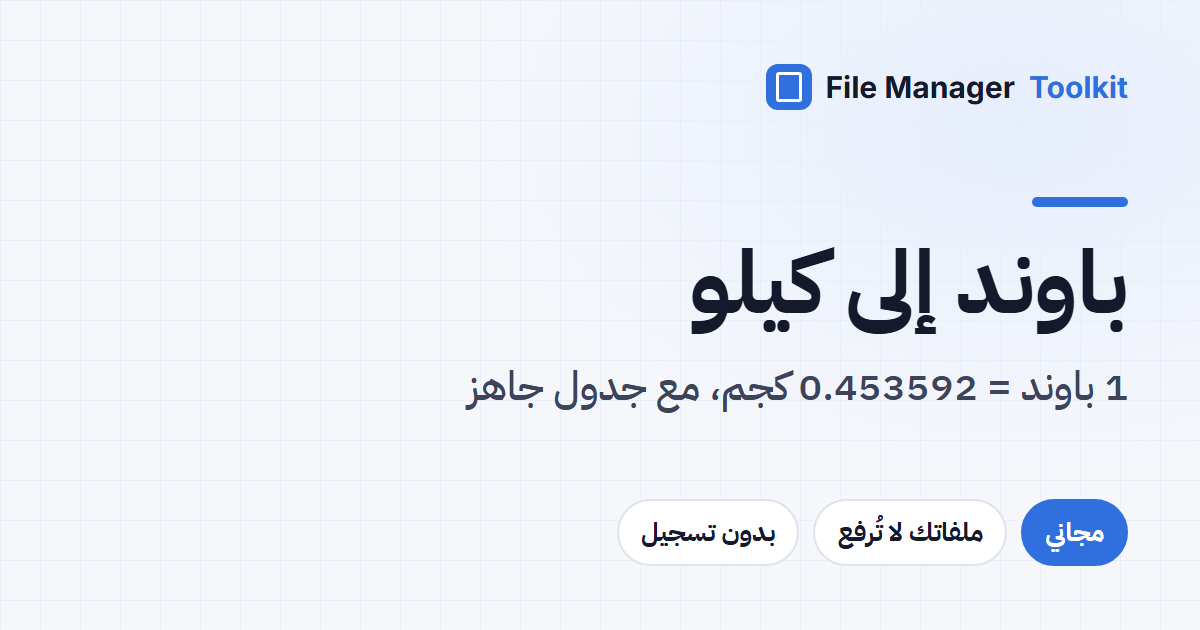 File Manager Toolkit
باوند إلى كيلو
1 باوند = 0.453592 كجم، مع جدول جاهز
مجاني
ملفاتك لا تُرفع
بدون تسجيل